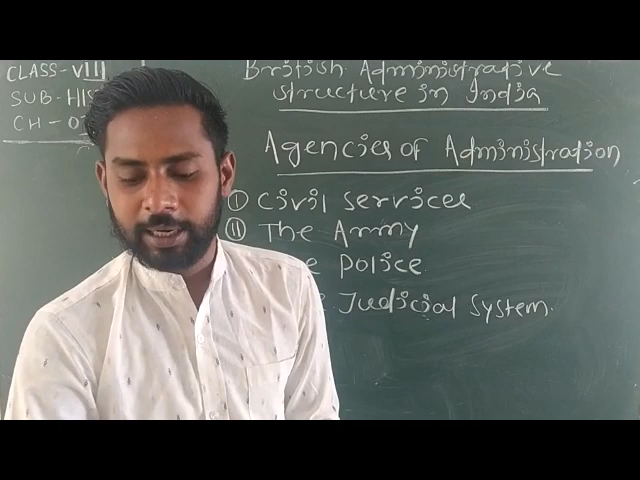 CLASS-VIII
SUB-HIS
CH-0
British Administrative
structure in India
Agencies of Administration
(i) Civil Services
(ii) The Army
e Police
Judicial System.